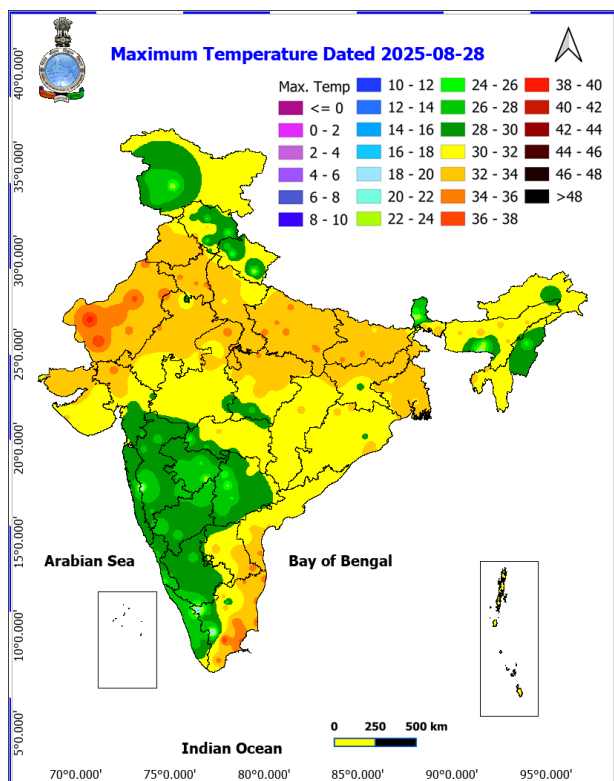 Maximum Temperature Dated 2025-08-28
Max. Temp
<= 0
0 - 2
2 - 4
4 - 6
6 - 8
8 - 10
10 - 12
12 - 14
14 - 16
16 - 18
18 - 20
20 - 22
22 - 24
24 - 26
26 - 28
28 - 30
30 - 32
32 - 34
34 - 36
36 - 38
38 - 40
40 - 42
42 - 44
44 - 46
46 - 48
>48
40°0.000'
35°0.000'
30°0.000'
25°0.000'
20°0.000'
15°0.000'
10°0.000'
5°0.000'
Arabian Sea
Bay of Bengal
0 250 500 km
Indian Ocean
70°0.000' 75°0.000' 80°0.000' 85°0.000' 90°0.000' 95°0.000'